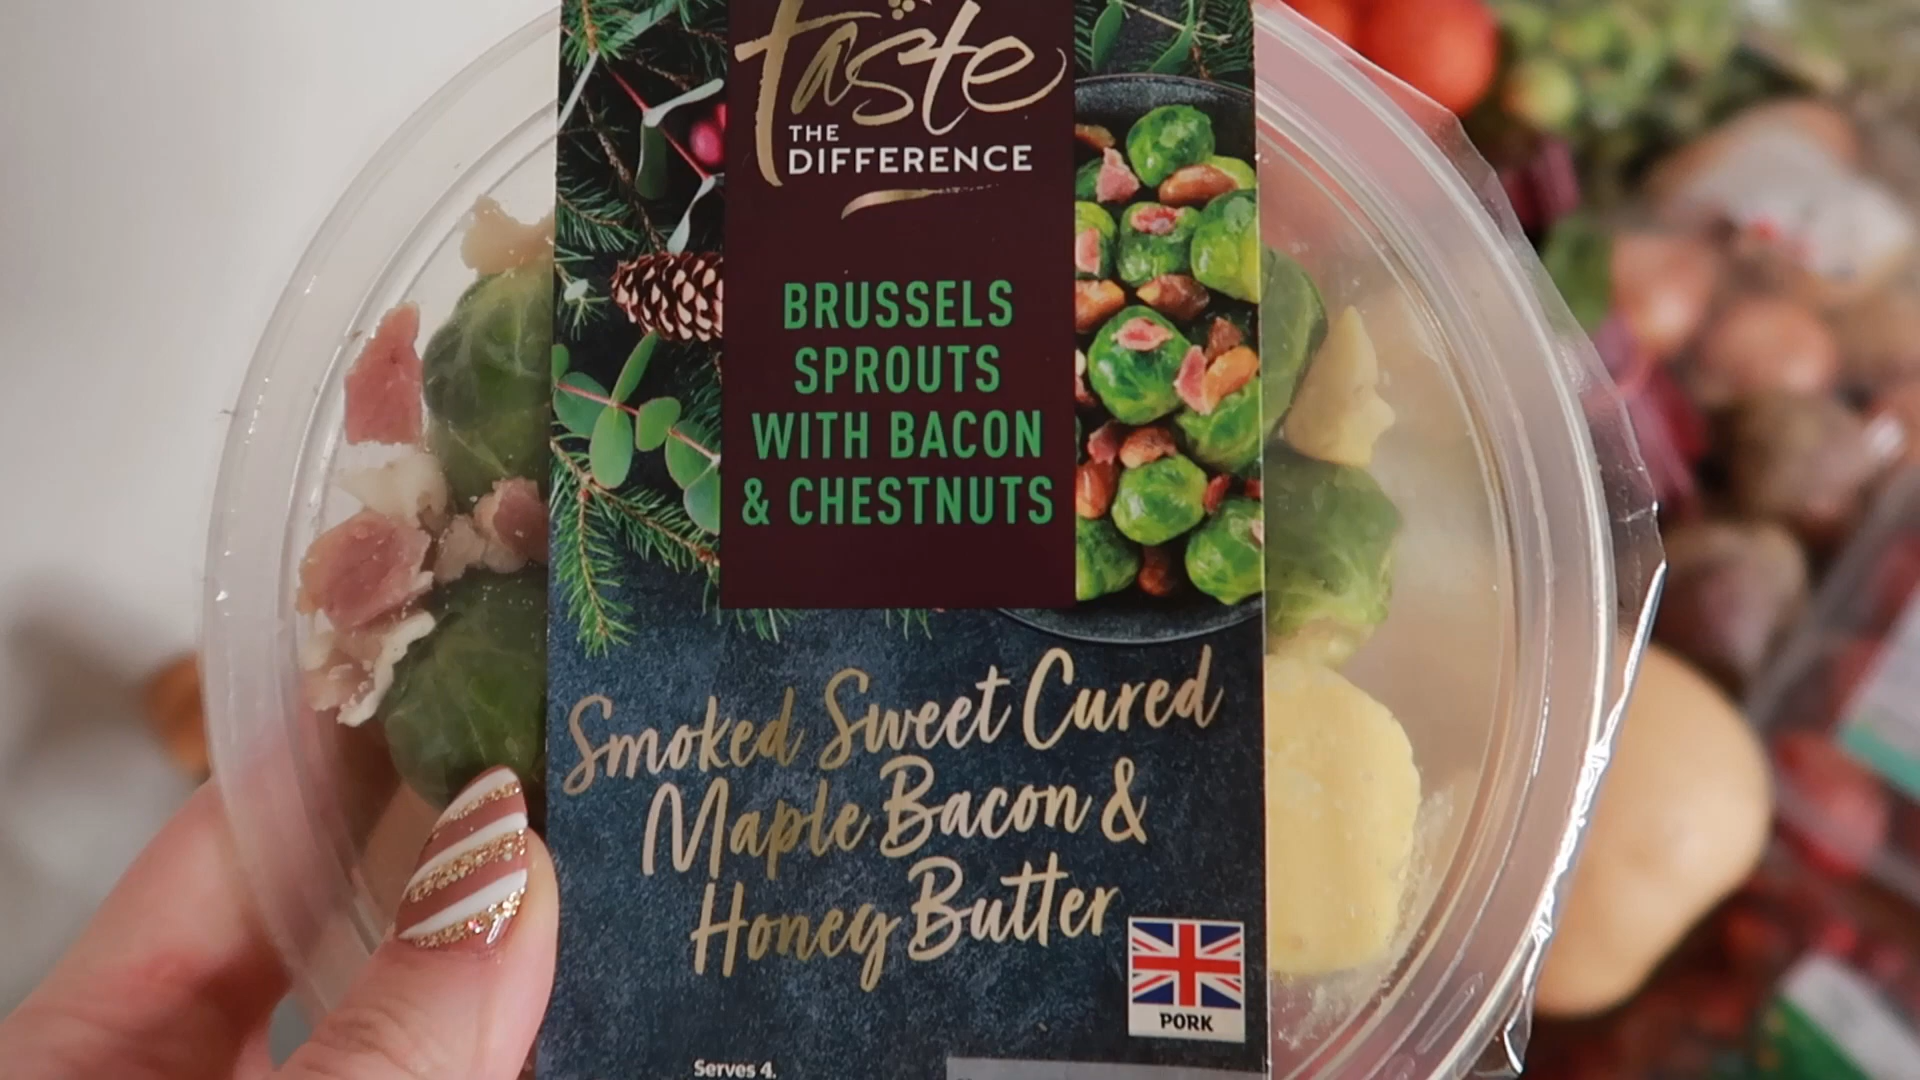 Taste
THE
DIFFERENCE
BRUSSELS
SPROUTS
WITH BACON
& CHESTNUTS
Smoked Sweet Cured
Maple Bacon &
Honey Butter
PORK
Serves 4.